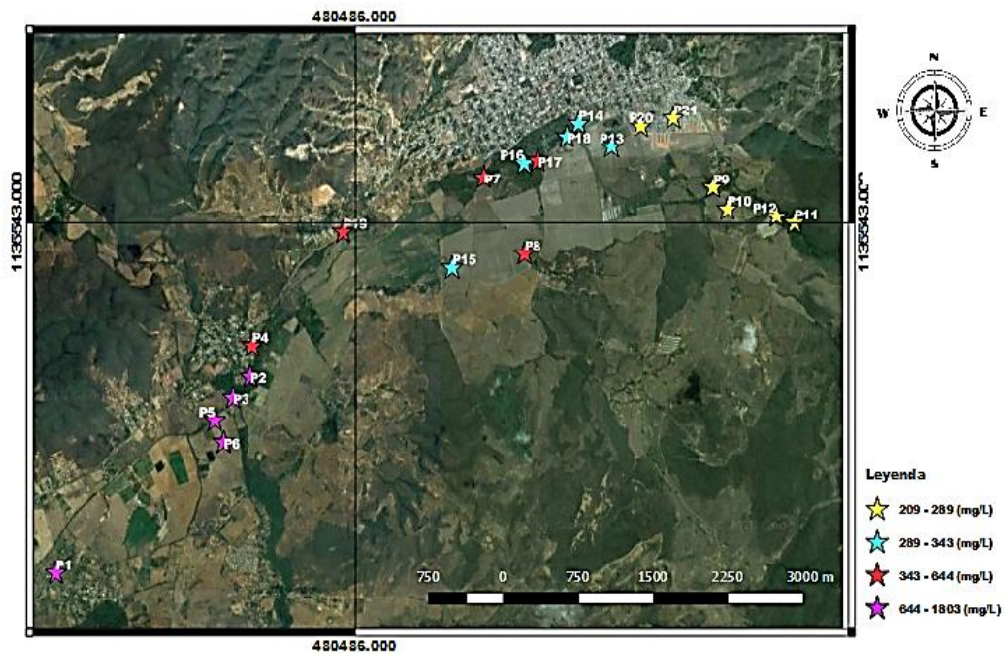 480486.000
N
W E
S
P14
P21
P20
P18
P13
P16
P17
P7
P9
P10
P12
P11
1136543.000
1136543.000
P19
P8
P15
P4
P2
P3
P5
P6
P1
Leyenda
209 - 289 (mg/L)
289 - 343 (mg/L)
343 - 644 (mg/L)
644 - 1803 (mg/L)
750 0 750 1500 2250 3000 m
480486.000